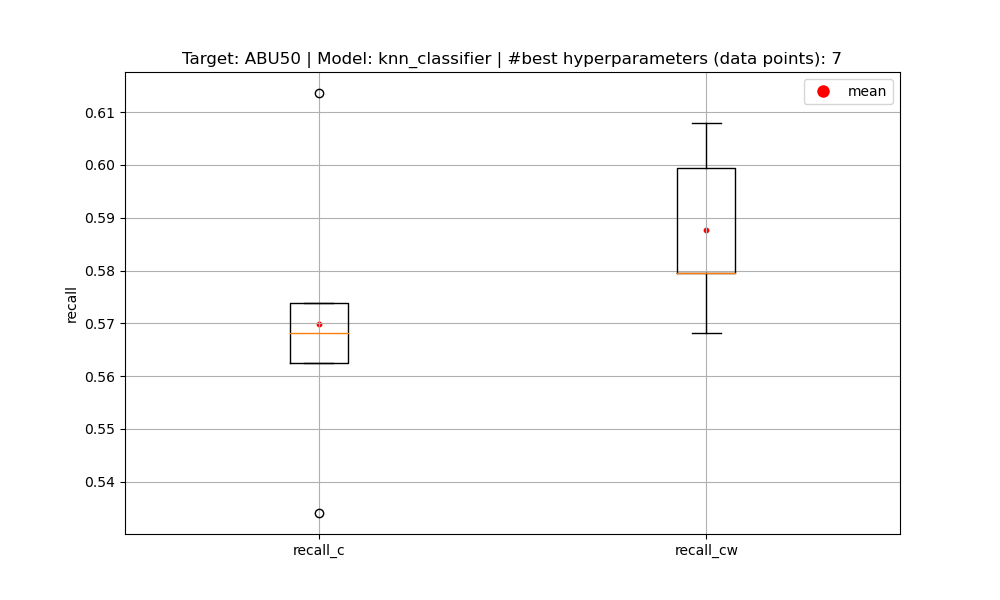 Target: ABU50 | Model: knn_classifier | #best hyperparameters (data points): 7
mean
0.61
0.60
0.59
0.58
0.57
0.56
0.55
0.54
recall
recall_c
recall_cw